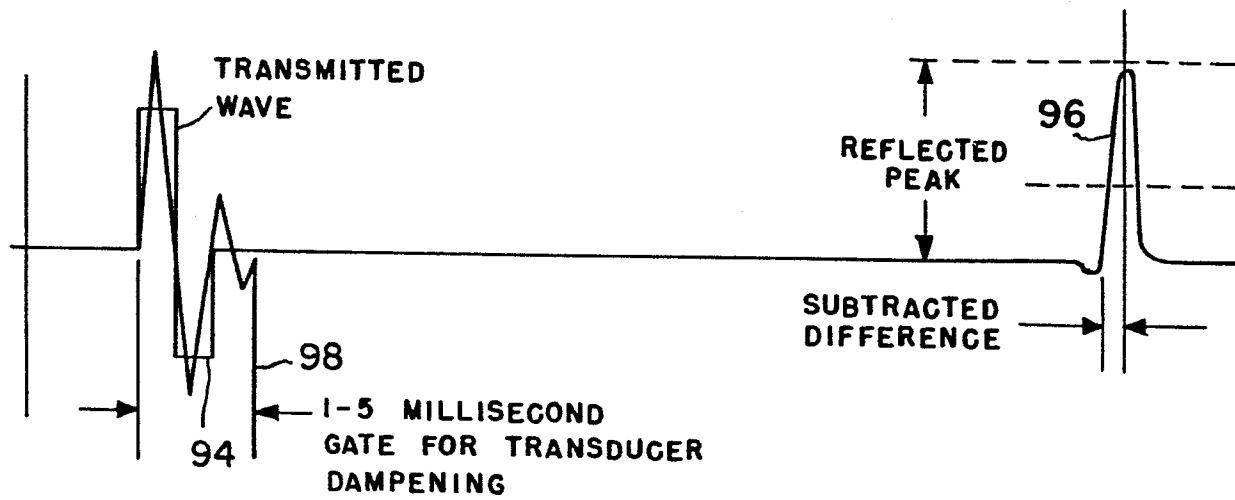 TRANSMITTED
WAVE
96
REFLECTED
PEAK
SUBTRACTED
DIFFERENCE
98
94
1-5 MILLISECOND
GATE FOR TRANSDUCER
DAMPENING